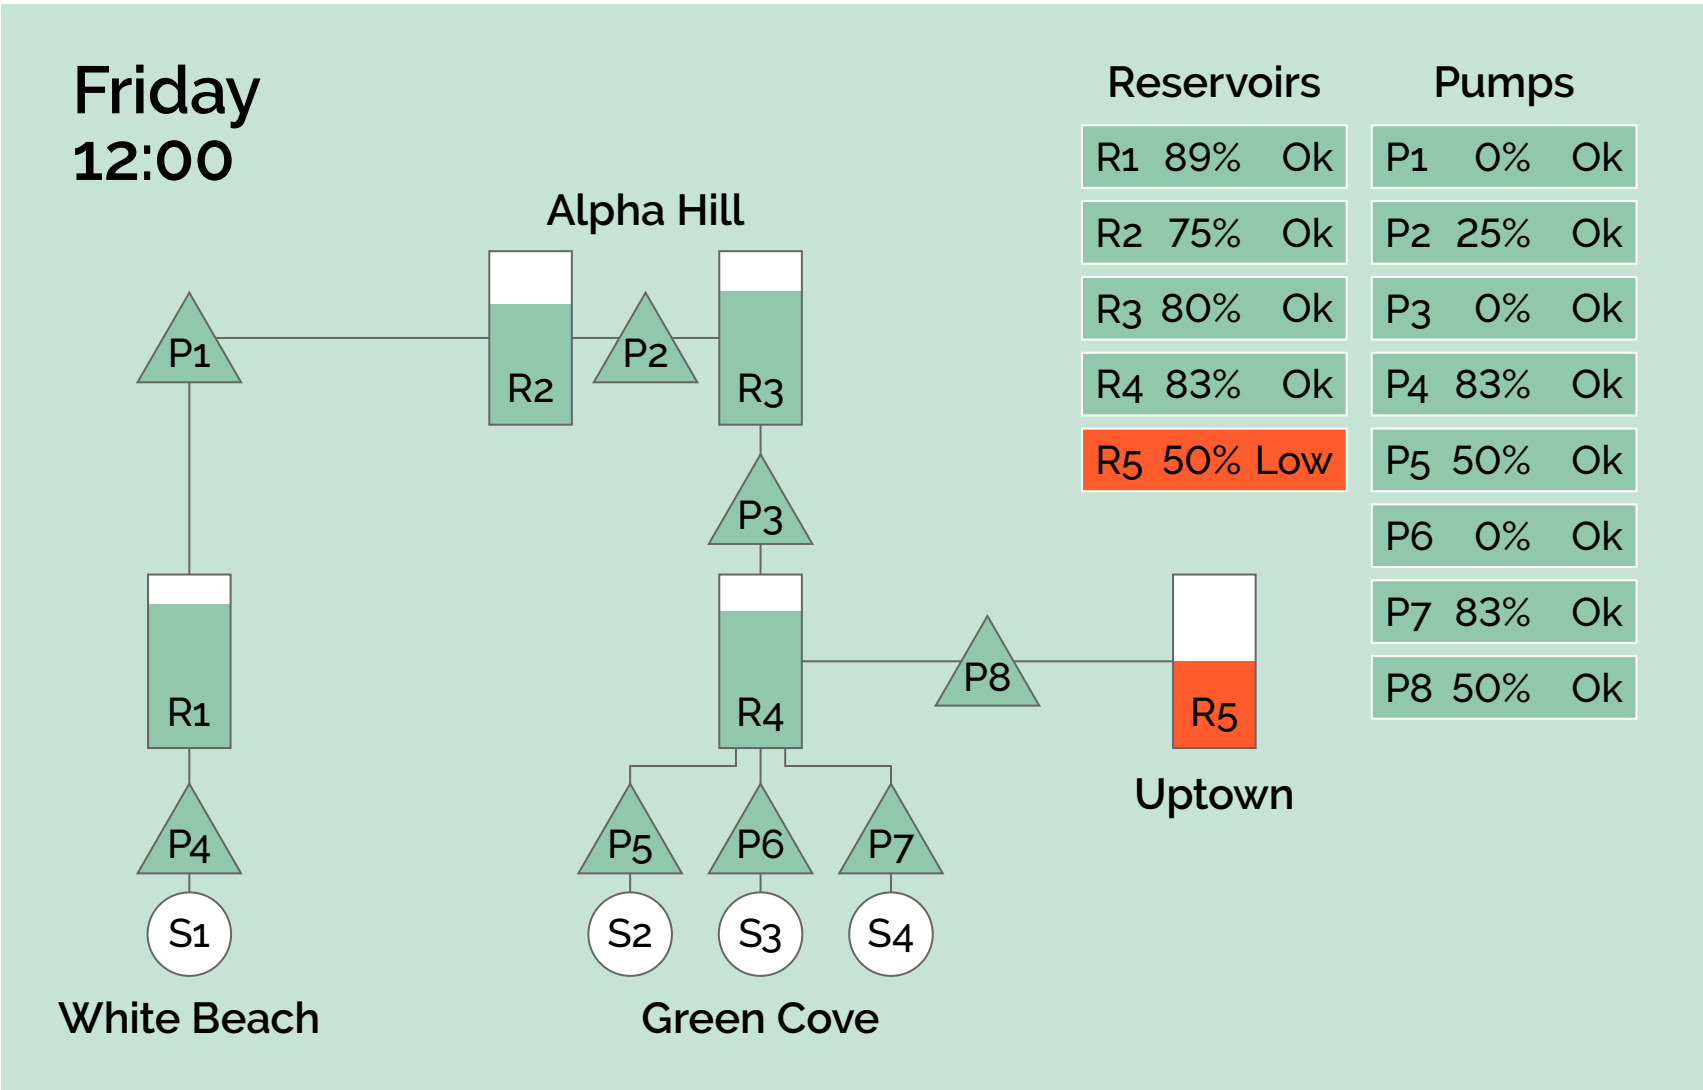 Friday
12:00
Reservoirs
R1 89% Ok
R2 75% Ok
R3 80% Ok
R4 83% Ok
R5 50% Low
Pumps
P1 0% Ok
P2 25% Ok
P3 0% Ok
P4 83% Ok
P5 50% Ok
P6 0% Ok
P7 83% Ok
P8 50% Ok
Alpha Hill
P1
R2
P2
R3
P3
R1
R4
P8
R5
Uptown
P4
P5
P6
P7
S1
S2
S3
S4
White Beach
Green Cove